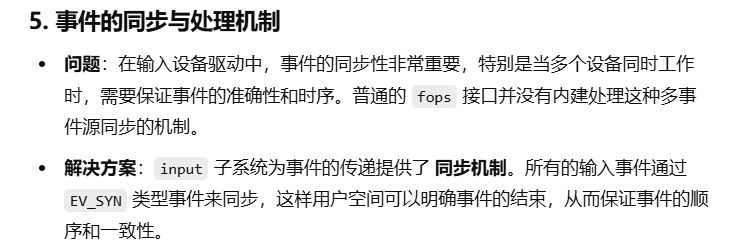 5. 事件的同步与处理机制
• 问题：在输入设备驱动中，事件的同步性非常重要，特别是当多个设备同时工作
时，需要保证事件的准确性和时序。普通的 fops 接口并没有内建处理这种多事
件源同步的机制。
• 解决方案：input 子系统为事件的传递提供了 同步机制。所有的输入事件通过
EV_SYN 类型事件来同步，这样用户空间可以明确事件的结束，从而保证事件的顺
序和一致性。